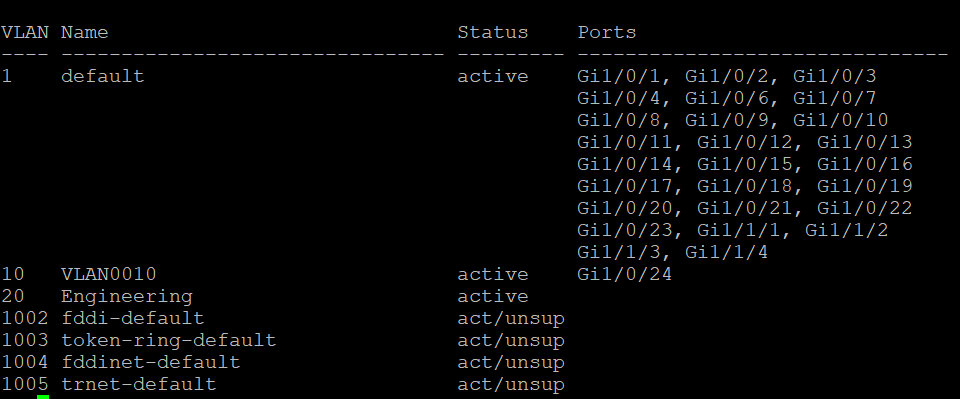 VLAN Name                             Status    Ports
---- -------------------------------- --------- -------------------------------
1    default                          active    Gi1/0/1, Gi1/0/2, Gi1/0/3
                                                Gi1/0/4, Gi1/0/6, Gi1/0/7
                                                Gi1/0/8, Gi1/0/9, Gi1/0/10
                                                Gi1/0/11, Gi1/0/12, Gi1/0/13
                                                Gi1/0/14, Gi1/0/15, Gi1/0/16
                                                Gi1/0/17, Gi1/0/18, Gi1/0/19
                                                Gi1/0/20, Gi1/0/21, Gi1/0/22
                                                Gi1/0/23, Gi1/1/1, Gi1/1/2
                                                Gi1/1/3, Gi1/1/4
10   VLAN0010                         active    Gi1/0/24
20   Engineering                      active
1002 fddi-default                     act/unsup
1003 token-ring-default               act/unsup
1004 fddinet-default                  act/unsup
1005 trnet-default                    act/unsup